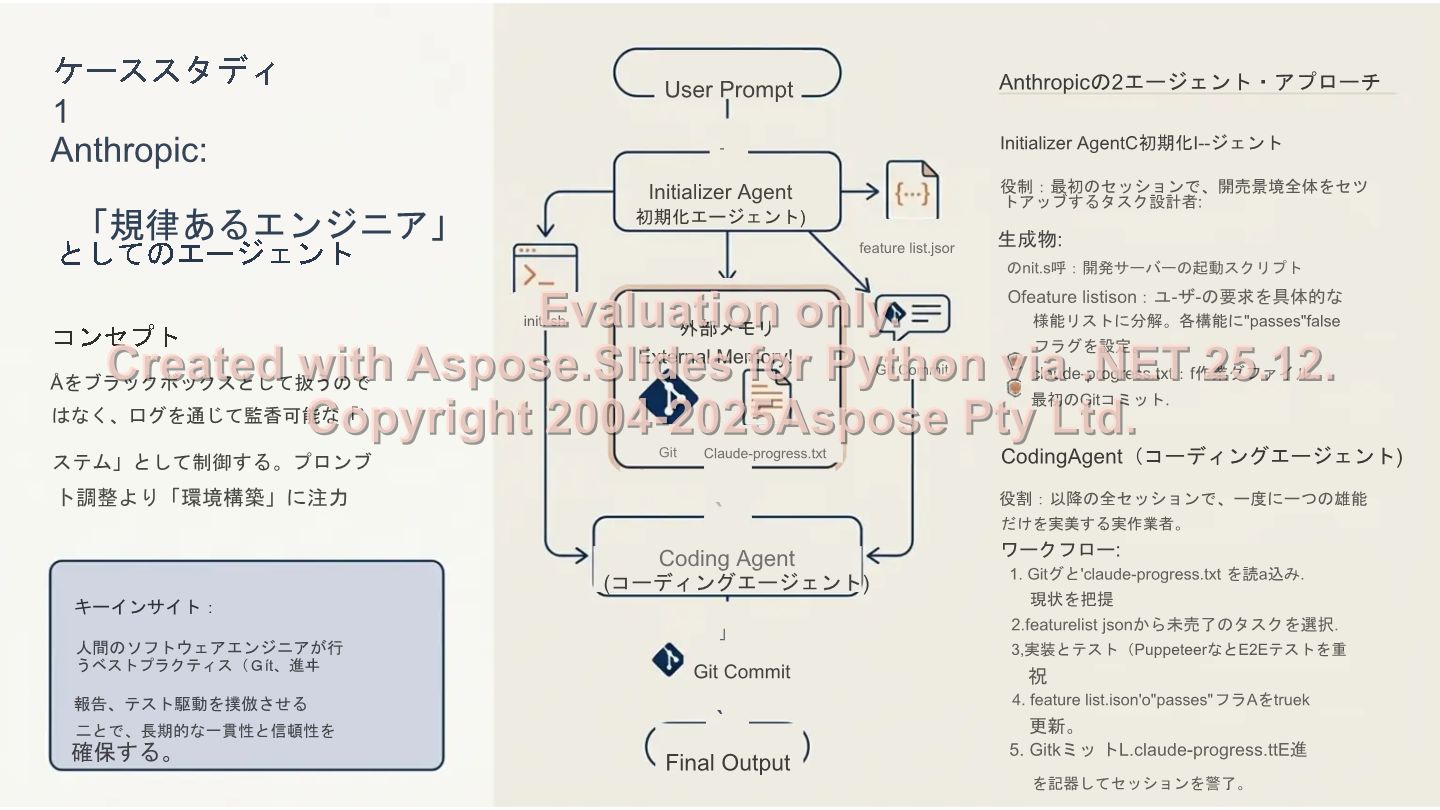 ケーススタディ
1
Anthropic:
「規律あるエンジニア」
としてのエージェント
コンセプト
Åをブラックボックスとして扱うので
はなく、ログを通じて監香可能な「
ステム」として制御する。プロンブ
ト調整より「環境構築」に注力
キーインサイト：
人間のソフトウェアエンジニアが行
うベストプラクティス（Git、進ヰ
報告、テスト駆動を撲倣させる
二とで、長期的な一貫性と信頓性を
確保する。
User Prompt
Initializer Agent
初期化エージェント)
feature list.jsor
init.sh
外部メモリ
External Memory!
Git Commit
Git
Claude-progress.txt
Coding Agent
(コーディングエージェント)
」
Git Commit
Final Output
Anthropicの2エージェント・アプローチ
Initializer AgentC初期化I--ジェント
役制：最初のセッションで、開売景境全体をセツ
トアップするタスク設計者:
生成物:
のnit.s呼：開発サーバーの起動スクリプト
Ofeature listison：ユ-ザ-の要求を具体的な
様能リストに分解。各構能に"passes"false
フラグを設定
claude-progress.txt：f作業グファイル
最初のGitコミット.
CodingAgent（コーディングエージェント)
役割：以降の全セッションで、一度に一つの雄能
だけを実美する実作業者。
ワークフロー:
1. Gitグと'claude-progress.txt を読a込み.
現状を把提
2.featurelist jsonから未売了のタスクを選択.
3,実装とテスト（PuppeteerなとE2Eテストを重
祝
4. feature list.ison'o"passes"フラAをtruek
更新。
5. Gitkミッ トL.claude-progress.ttE進
を記器してセッションを警了。
Evaluation only.
Created with Aspose.Slides for Python via .NET 25.12.
Copyright 2004-2025Aspose Pty Ltd.